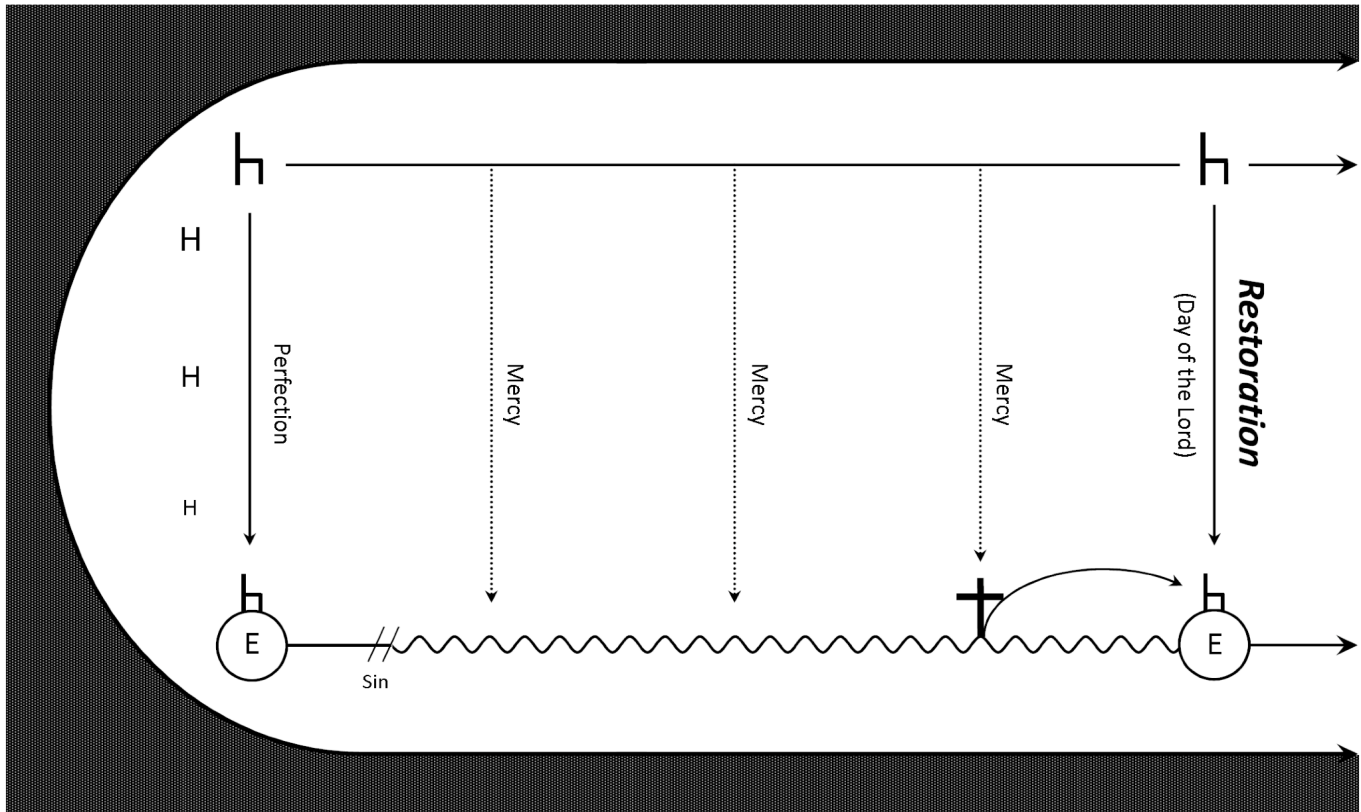 H
H
H
Perfection
Mercy
Mercy
Mercy
Restoration
(Day of the Lord)
E
Sin
E